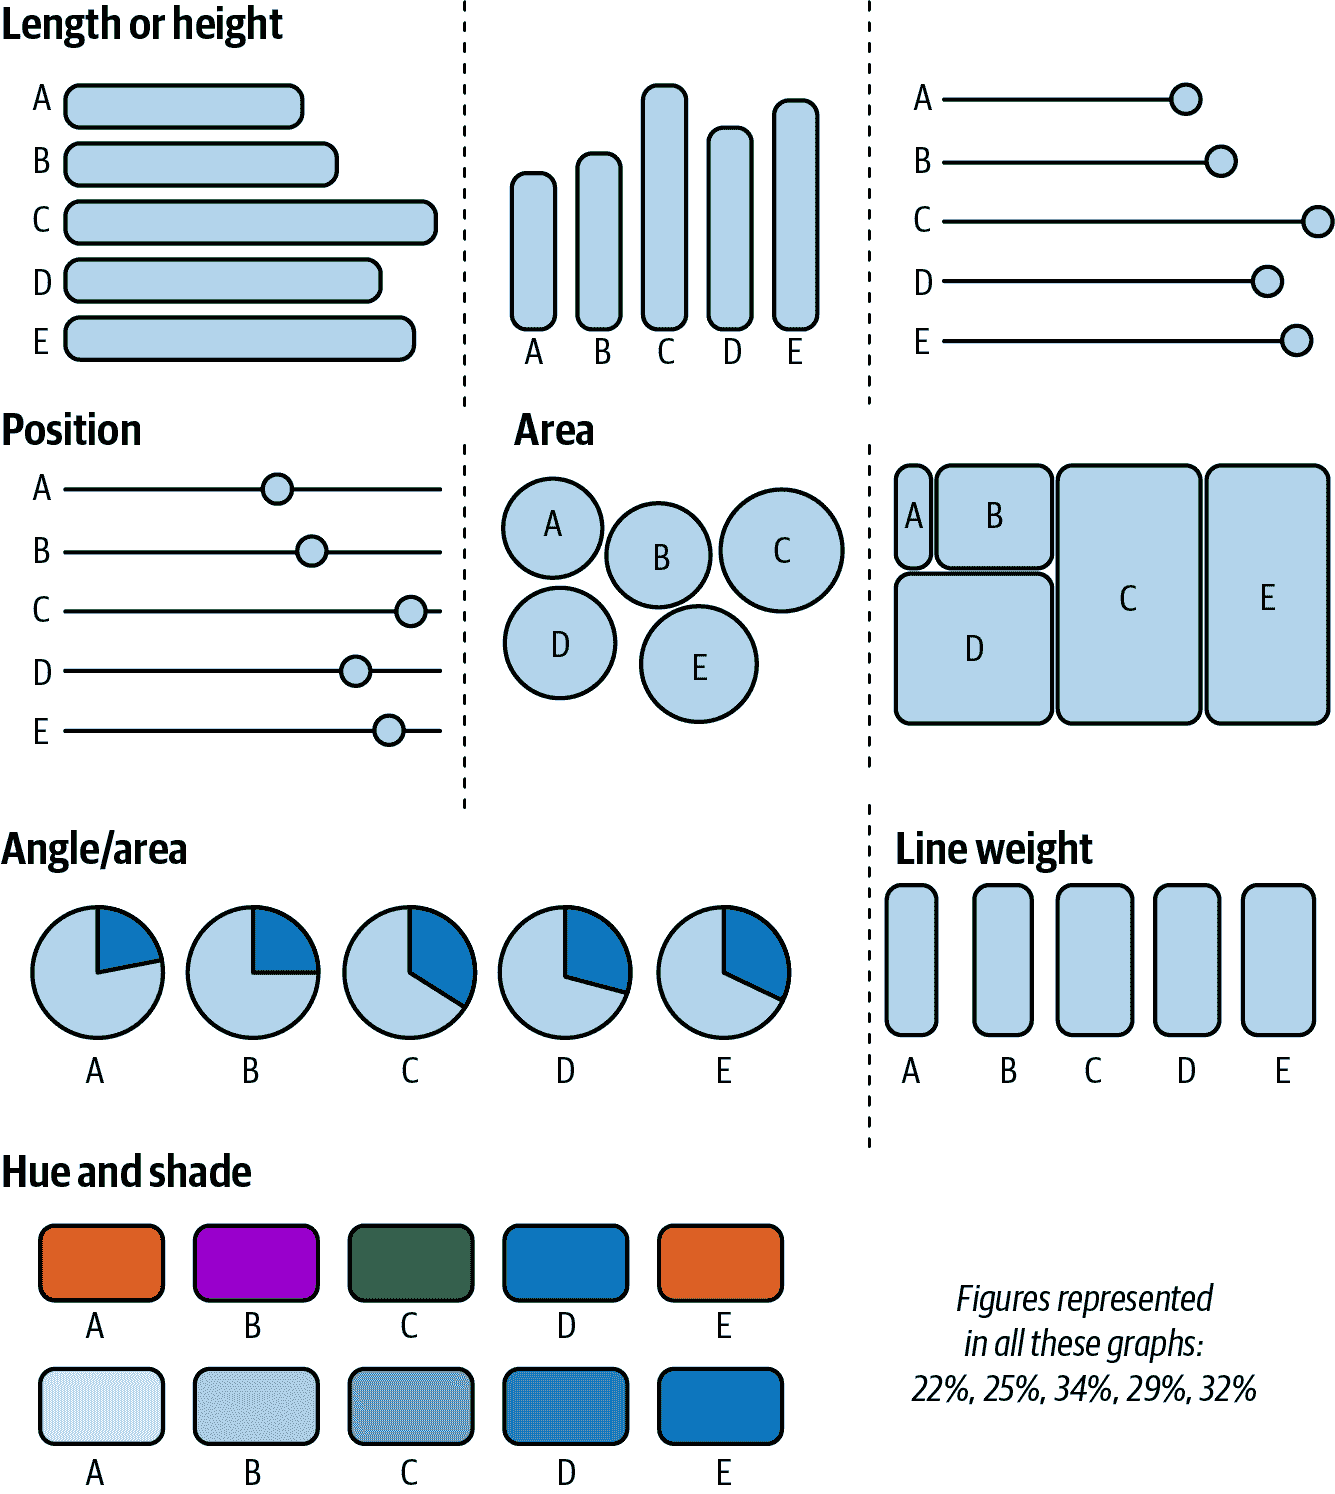 Length or height
A
B
C
D
E
A B C D E
A
B
C
D
E
Position
A
B
C
D
E
Area
A
B
C
D
E
A
B
C
D
E
Angle/area
A B C D E
Line weight
A B C D E
Hue and shade
A B C D E
A B C D E
Figures represented
in all these graphs:
22%, 25%, 34%, 29%, 32%